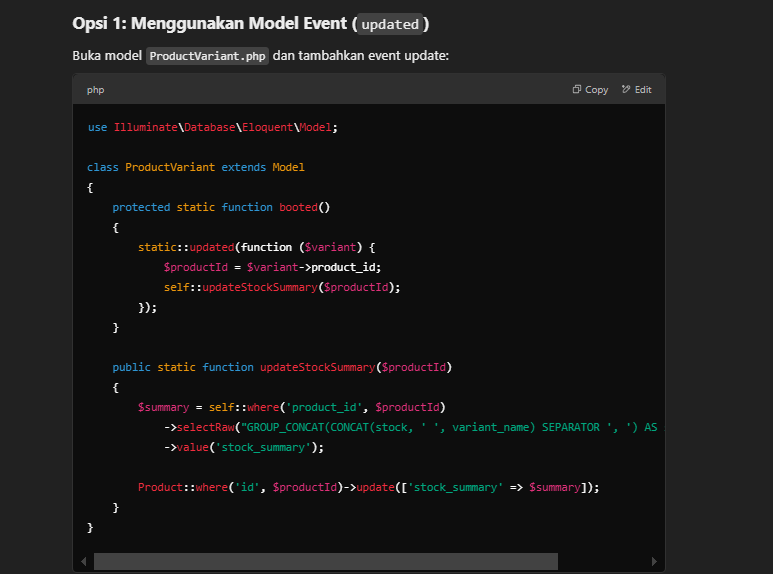 Opsi 1: Menggunakan Model Event (updated)
Buka model ProductVariant.php dan tambahkan event update:
php Copy Edit
use Illuminate\Database\Eloquent\Model;
class ProductVariant extends Model
{
    protected static function booted()
    {
        static::updated(function ($variant) {
            $productId = $variant->product_id;
            self::updateStockSummary($productId);
        });
    }
    public static function updateStockSummary($productId)
    {
        $summary = self::where('product_id', $productId)
            ->selectRaw("GROUP_CONCAT(CONCAT(stock, ' ', variant_name) SEPARATOR ', ') AS
            ->value('stock_summary');
        Product::where('id', $productId)->update(['stock_summary' => $summary]);
    }
}